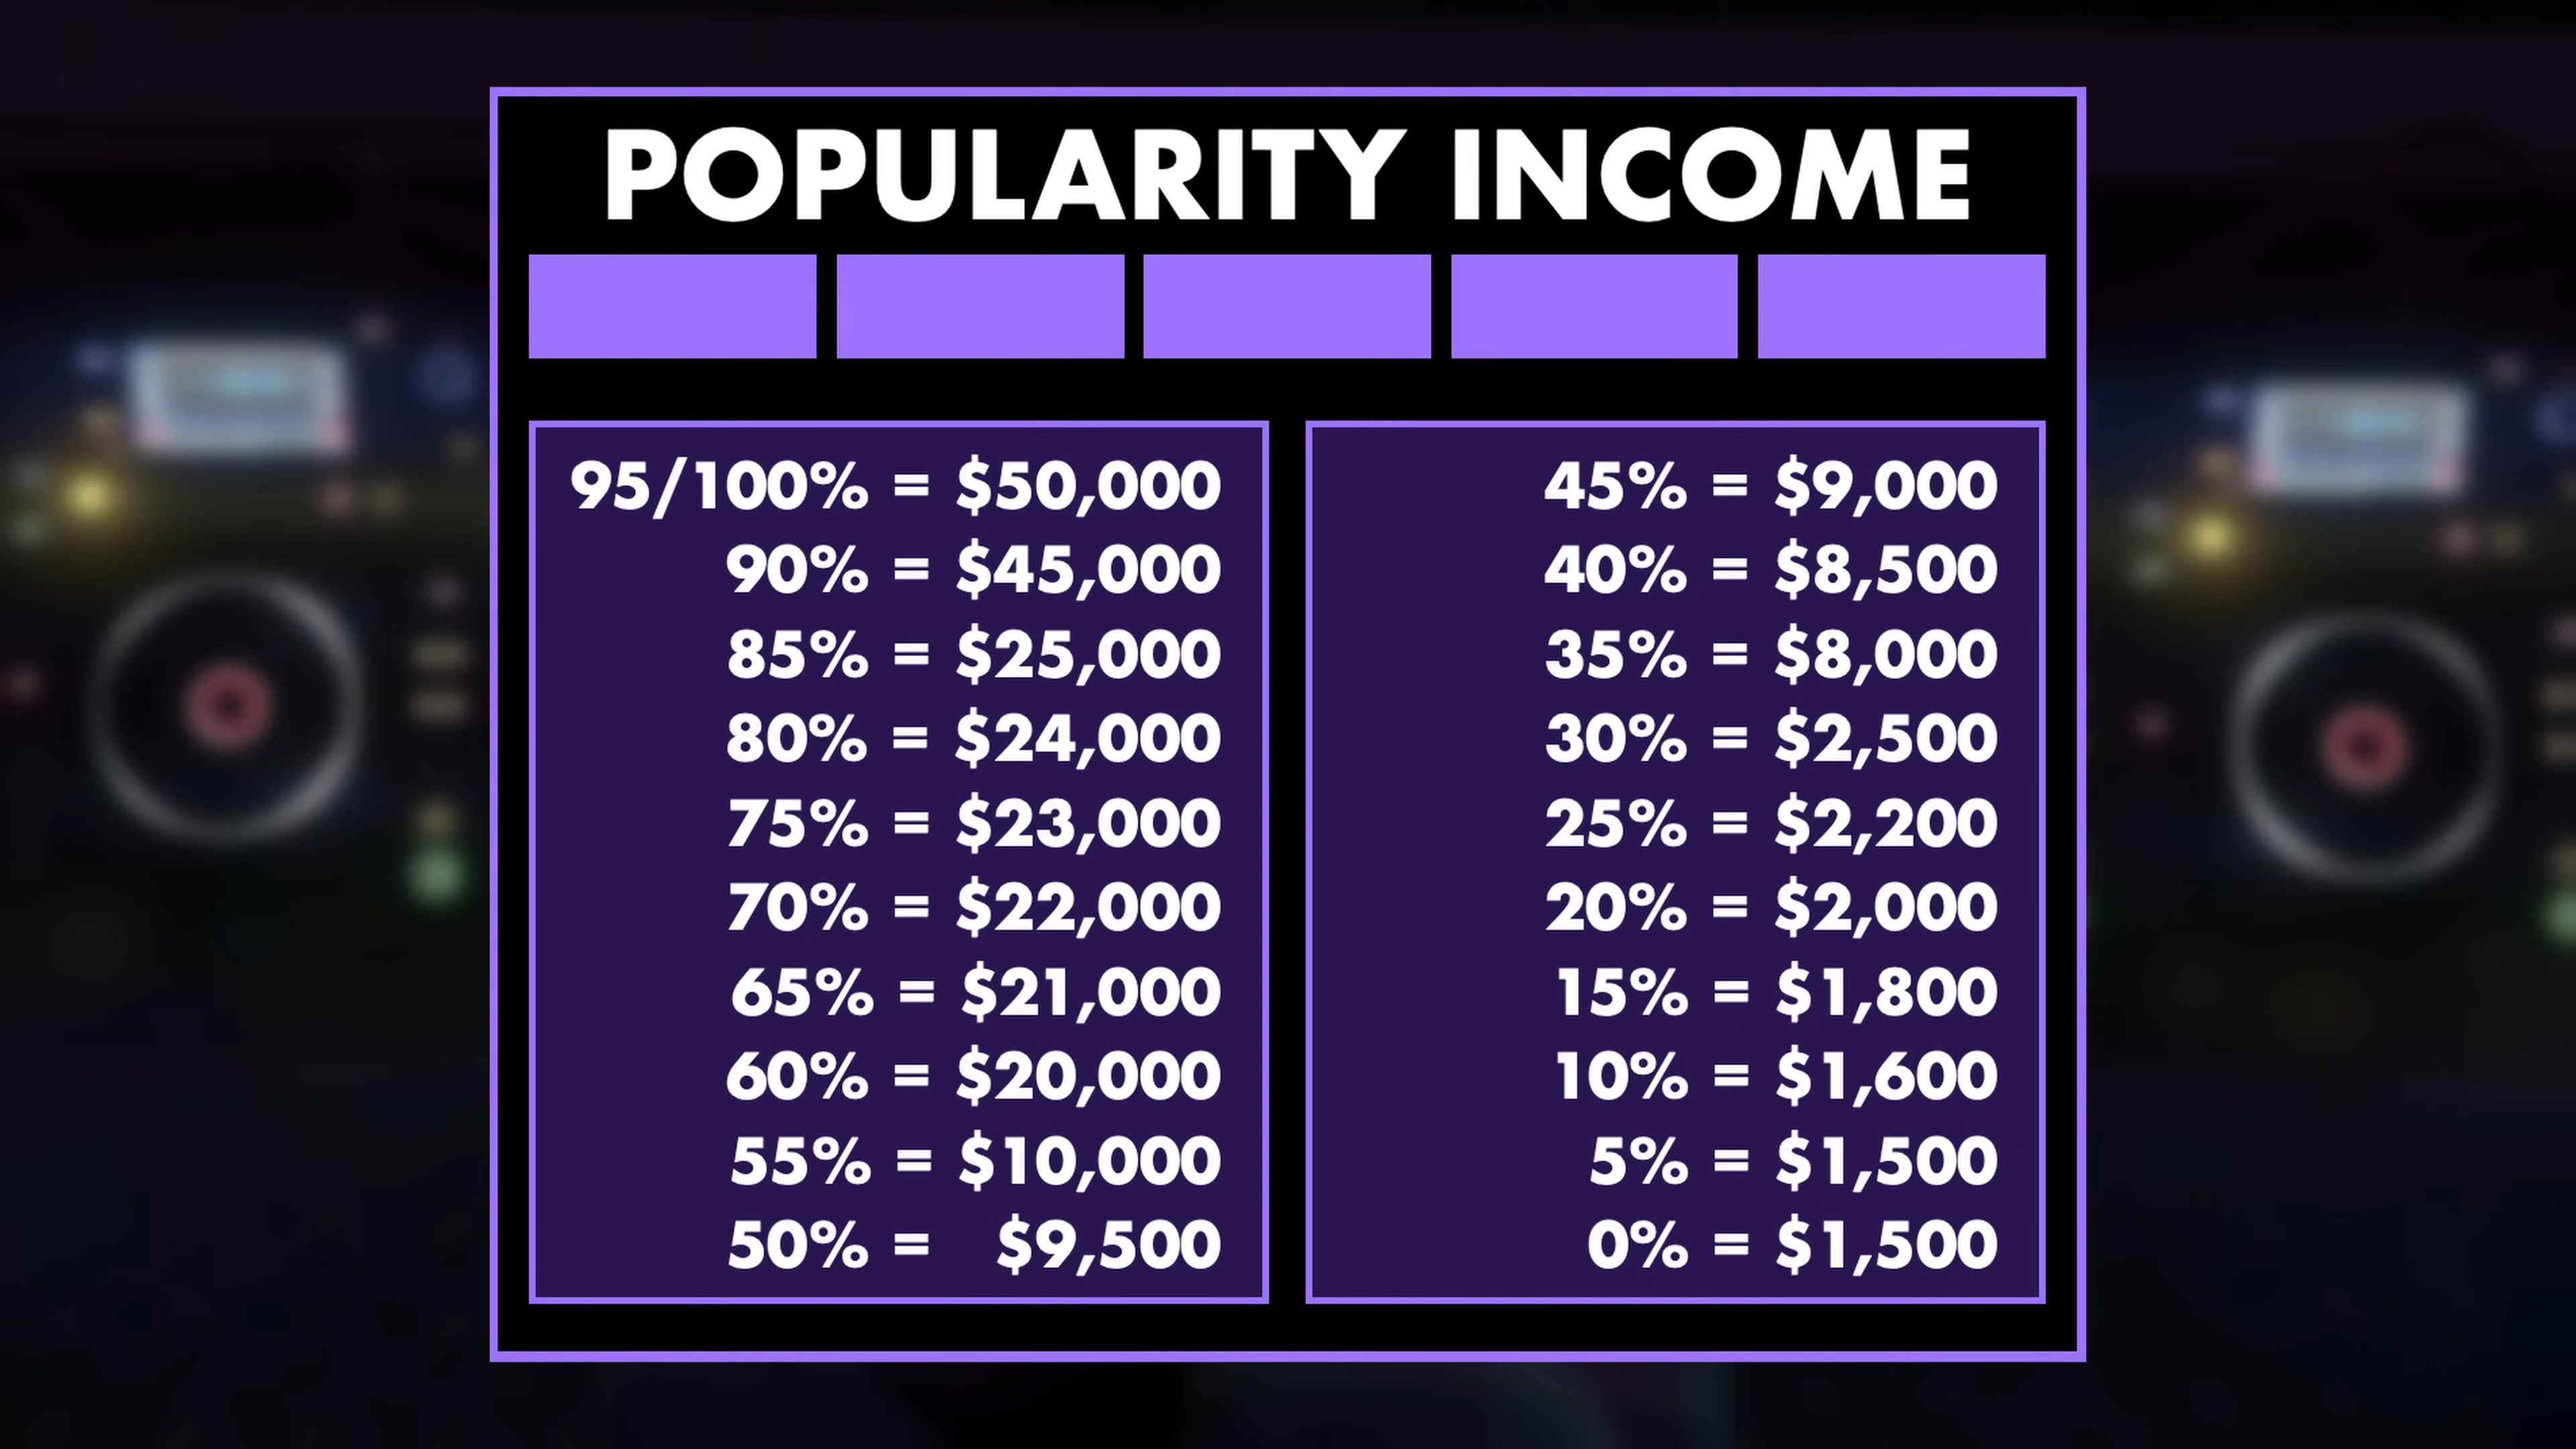 POPULARITY INCOME
95/100% = $50,000
90% = $45,000
85% = $25,000
80% = $24,000
75% = $23,000
70% = $22,000
65% = $21,000
60% = $20,000
55% = $10,000
50% = $9,500
45% = $9,000
40% = $8,500
35% = $8,000
30% = $2,500
25% = $2,200
20% = $2,000
15% = $1,800
10% = $1,600
5% = $1,500
0% = $1,500